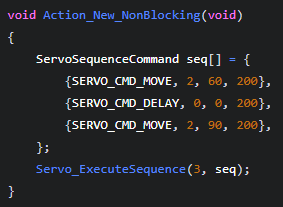 void Action_New_NonBlocking(void)
{
    ServoSequenceCommand seq[] = {
        {SERVO_CMD_MOVE, 2, 60, 200},
        {SERVO_CMD_DELAY, 0, 0, 200},
        {SERVO_CMD_MOVE, 2, 90, 200},
    };
    Servo_ExecuteSequence(3, seq);
}